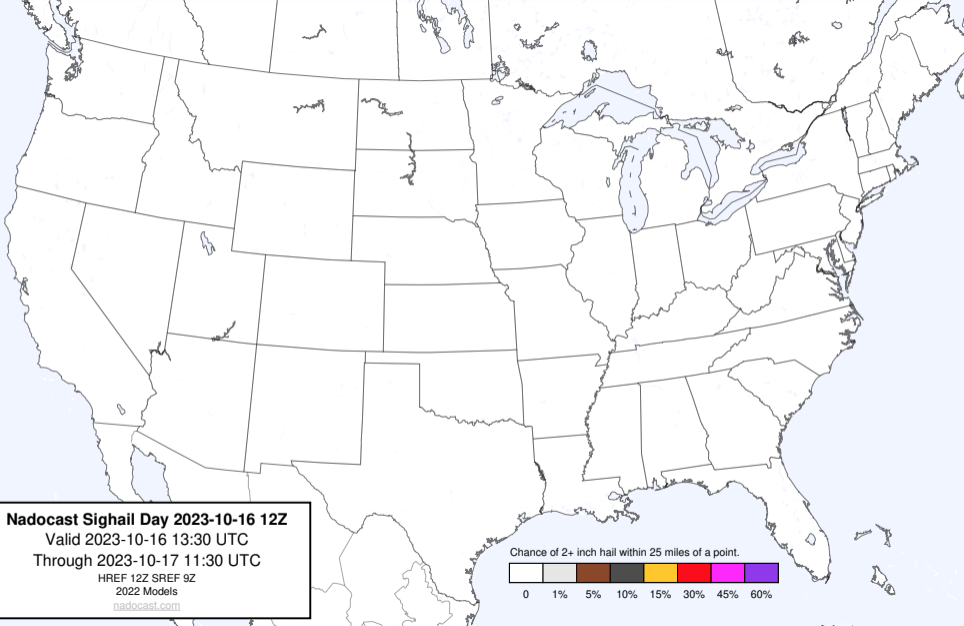 Nadocast Sighail Day 2023-10-16 12Z
Valid 2023-10-16 13:30 UTC
Through 2023-10-17 11:30 UTC
HREF 12Z SREF 9Z
2022 Models
nadocast.com
Chance of 2+ inch hail within 25 miles of a point.
0 1% 5% 10% 15% 30% 45% 60%